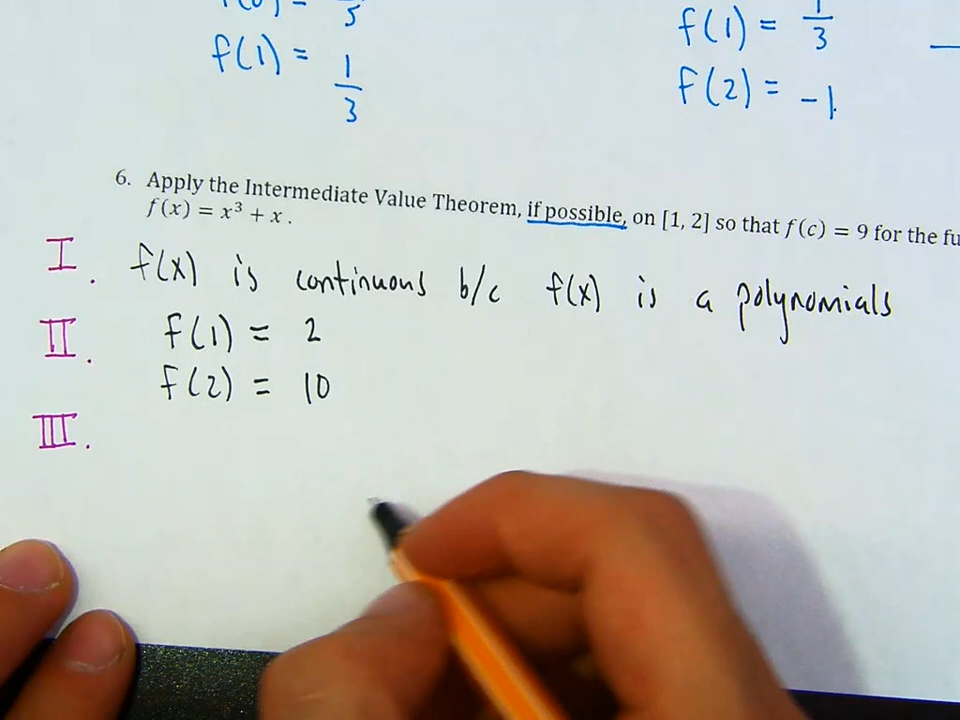 5
f(1) = 1/3
f(1) = 1/3
f(2) = -1
6. Apply the Intermediate Value Theorem, if possible, on [1, 2] so that f(c) = 9 for the fu
f(x) = x³ + x .
I. f(x) is continuous b/c f(x) is a polynomials
II. f(1) = 2
f(2) = 10
III.